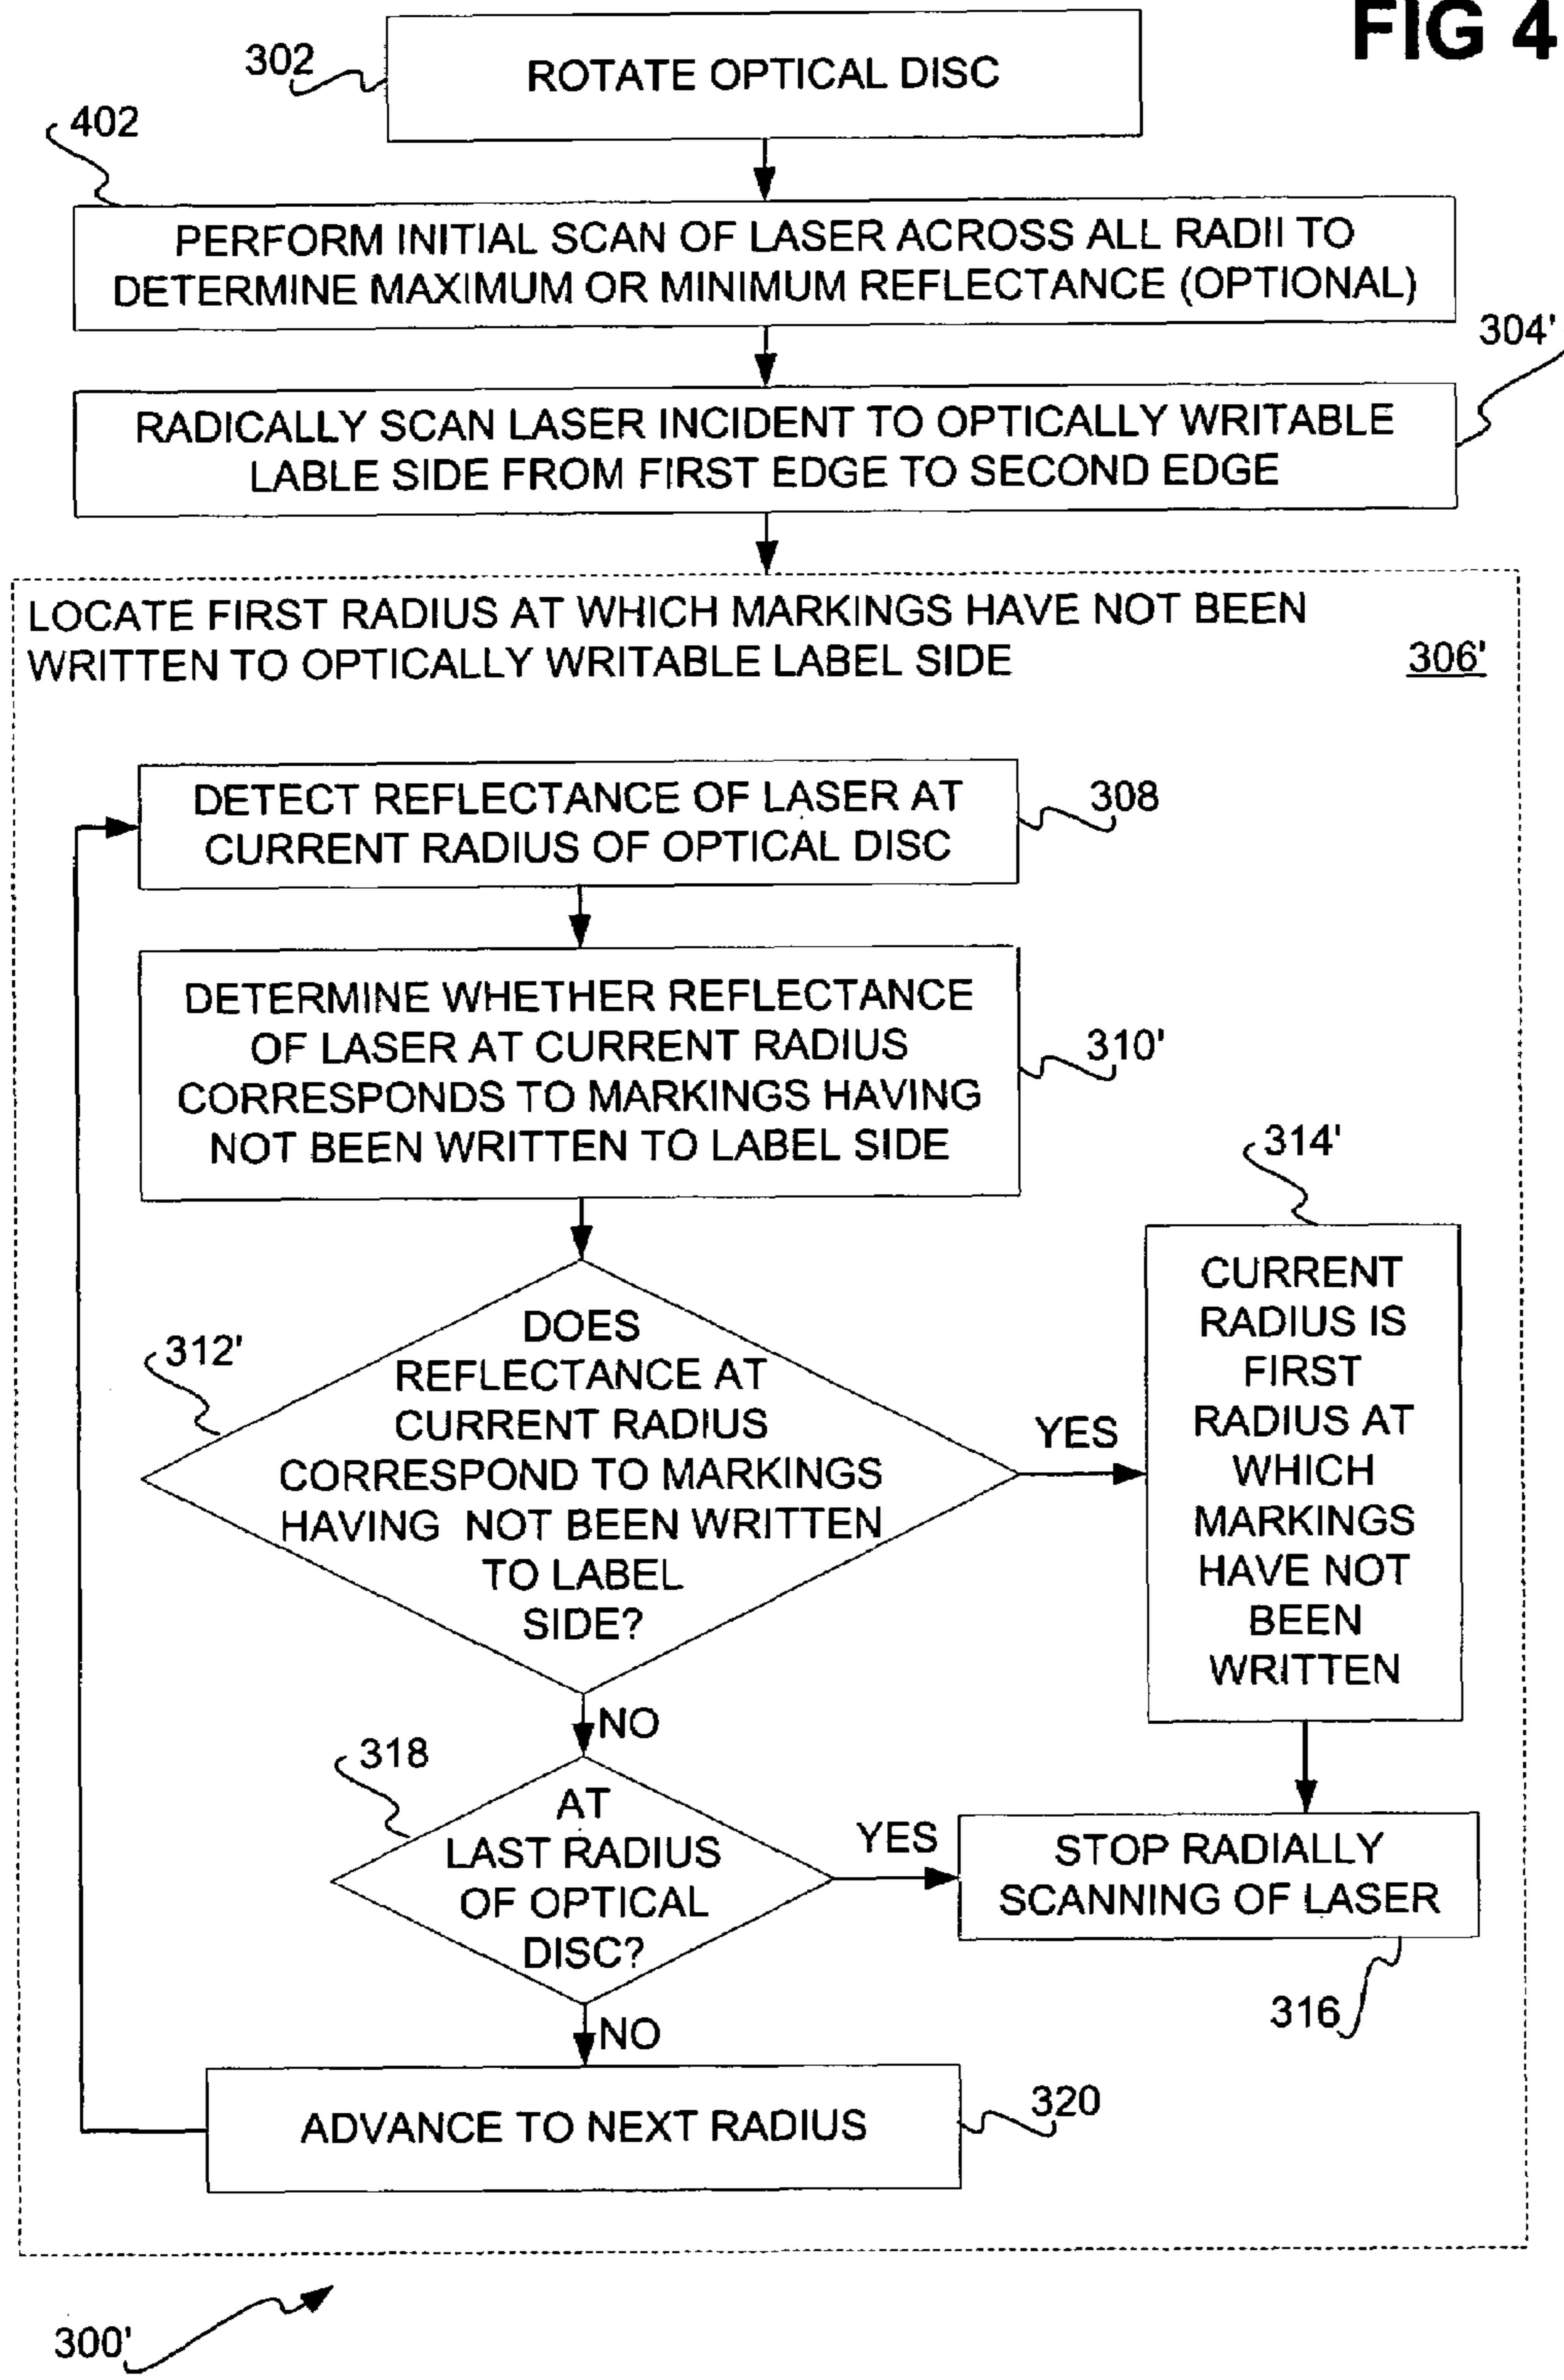 FIG 4
302
ROTATE OPTICAL DISC
402
PERFORM INITIAL SCAN OF LASER ACROSS ALL RADII TO
DETERMINE MAXIMUM OR MINIMUM REFLECTANCE (OPTIONAL)
304'
RADICALLY SCAN LASER INCIDENT TO OPTICALLY WRITABLE
LABLE SIDE FROM FIRST EDGE TO SECOND EDGE
LOCATE FIRST RADIUS AT WHICH MARKINGS HAVE NOT BEEN
WRITTEN TO OPTICALLY WRITABLE LABEL SIDE
306'
DETECT REFLECTANCE OF LASER AT
CURRENT RADIUS OF OPTICAL DISC
308
DETERMINE WHETHER REFLECTANCE
OF LASER AT CURRENT RADIUS
CORRESPONDS TO MARKINGS HAVING
NOT BEEN WRITTEN TO LABEL SIDE
310'
312'
DOES
REFLECTANCE AT
CURRENT RADIUS
CORRESPOND TO MARKINGS
HAVING NOT BEEN WRITTEN
TO LABEL
SIDE?
YES
314'
CURRENT
RADIUS IS
FIRST
RADIUS AT
WHICH
MARKINGS
HAVE NOT
BEEN
WRITTEN
NO
318
AT
LAST RADIUS
OF OPTICAL
DISC?
YES
STOP RADIALLY
SCANNING OF LASER
316
NO
ADVANCE TO NEXT RADIUS
320
300'